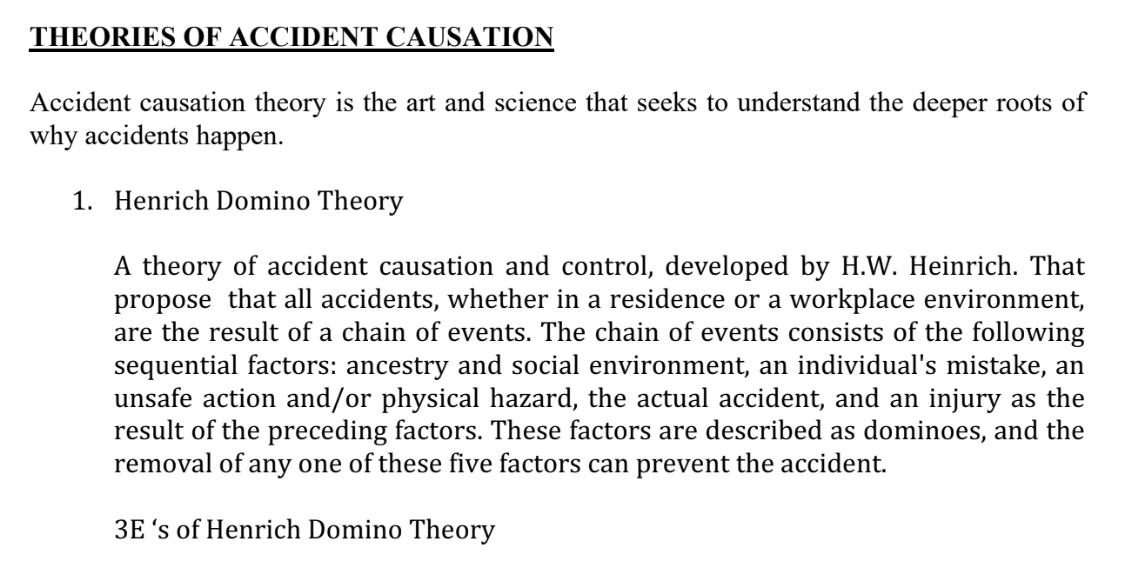 THEORIES OF ACCIDENT CAUSATION
Accident causation theory is the art and science that seeks to understand the deeper roots of
why accidents happen.
1. Henrich Domino Theory
A theory of accident causation and control, developed by H.W. Heinrich. That
propose that all accidents, whether in a residence or a workplace environment,
are the result of a chain of events. The chain of events consists of the following
sequential factors: ancestry and social environment, an individual's mistake, an
unsafe action and/or physical hazard, the actual accident, and an injury as the
result of the preceding factors. These factors are described as dominoes, and the
removal of any one of these five factors can prevent the accident.
3E ‘s of Henrich Domino Theory